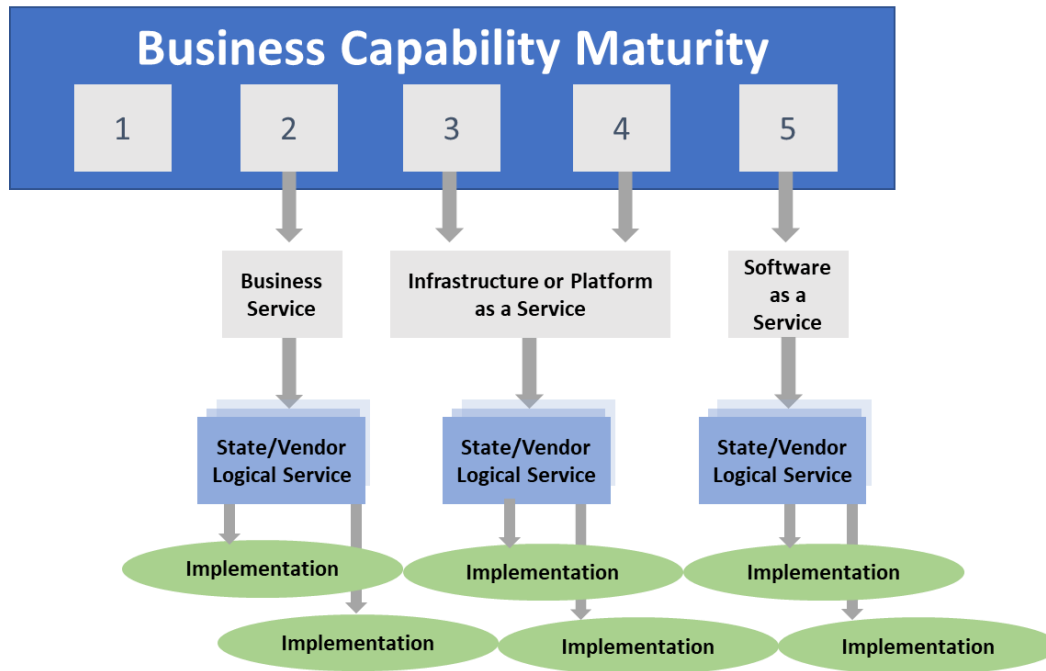 Business Capability Maturity
1
2
3
4
5
Business
Service
Infrastructure or Platform
as a Service
Software
as a
Service
State/Vendor
Logical Service
State/Vendor
Logical Service
State/Vendor
Logical Service
Implementation
Implementation
Implementation
Implementation
Implementation
Implementation